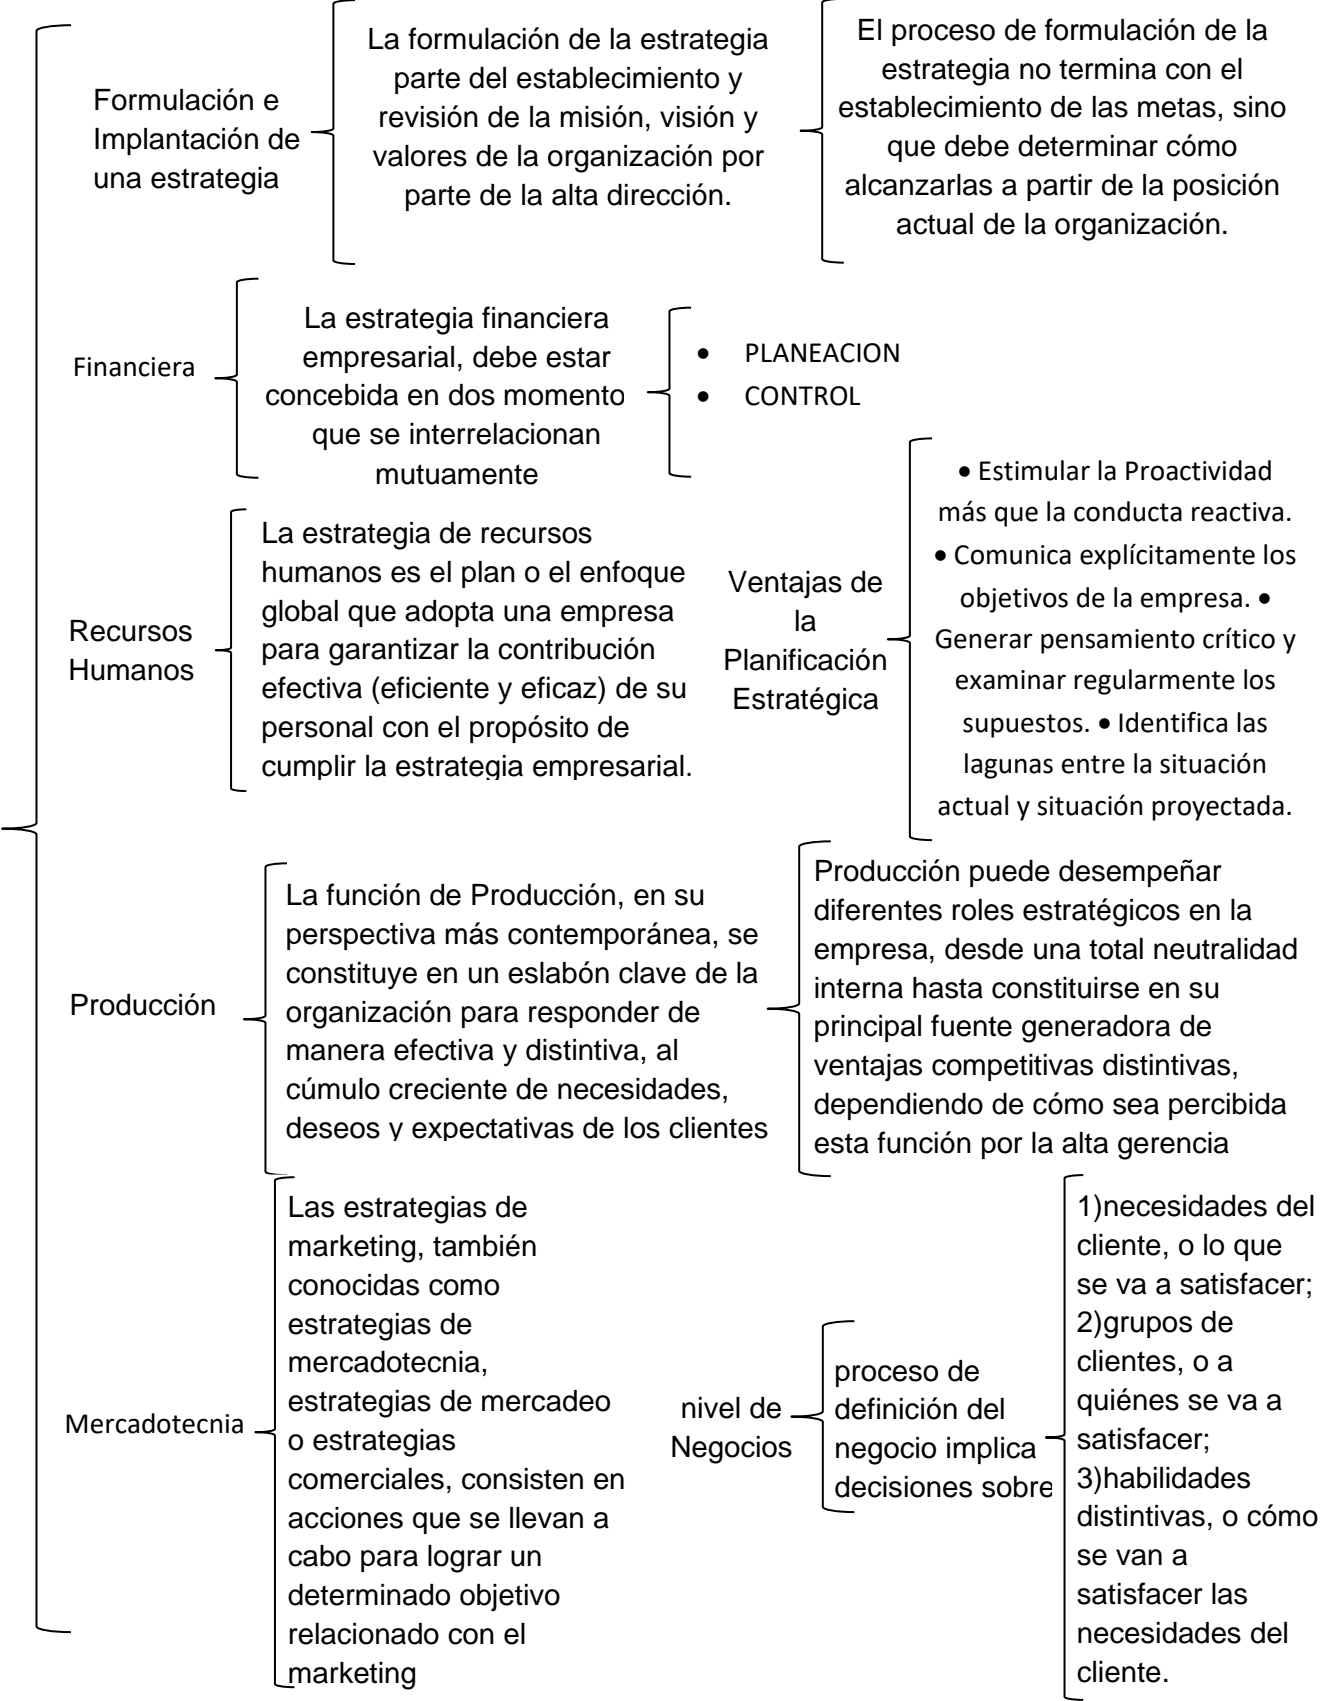 Formulación e
Implantación de
una estrategia
La formulación de la estrategia
parte del establecimiento y
revisión de la misión, visión y
valores de la organización por
parte de la alta dirección.
El proceso de formulación de la
estrategia no termina con el
establecimiento de las metas, sino
que debe determinar cómo
alcanzarlas a partir de la posición
actual de la organización.
Financiera
La estrategia financiera
empresarial, debe estar
concebida en dos momento
que se interrelacionan
mutuamente
• PLANEACION
• CONTROL
Recursos
Humanos
La estrategia de recursos
humanos es el plan o el enfoque
global que adopta una empresa
para garantizar la contribución
efectiva (eficiente y eficaz) de su
personal con el propósito de
cumplir la estrategia empresarial.
Ventajas de
la
Planificación
Estratégica
• Estimular la Proactividad
más que la conducta reactiva.
• Comunica explícitamente los
objetivos de la empresa. •
Generar pensamiento crítico y
examinar regularmente los
supuestos. • Identifica las
lagunas entre la situación
actual y situación proyectada.
Producción
La función de Producción, en su
perspectiva más contemporánea, se
constituye en un eslabón clave de la
organización para responder de
manera efectiva y distintiva, al
cúmulo creciente de necesidades,
deseos y expectativas de los clientes
Producción puede desempeñar
diferentes roles estratégicos en la
empresa, desde una total neutralidad
interna hasta constituirse en su
principal fuente generadora de
ventajas competitivas distintivas,
dependiendo de cómo sea percibida
esta función por la alta gerencia
Mercadotecnia
Las estrategias de
marketing, también
conocidas como
estrategias de
mercadotecnia,
estrategias de mercadeo
o estrategias
comerciales, consisten en
acciones que se llevan a
cabo para lograr un
determinado objetivo
relacionado con el
marketing
nivel de
Negocios
proceso de
definición del
negocio implica
decisiones sobre
1)necesidades del
cliente, o lo que
se va a satisfacer;
2)grupos de
clientes, o a
quiénes se va a
satisfacer;
3)habilidades
distintivas, o cómo
se van a
satisfacer las
necesidades del
cliente.